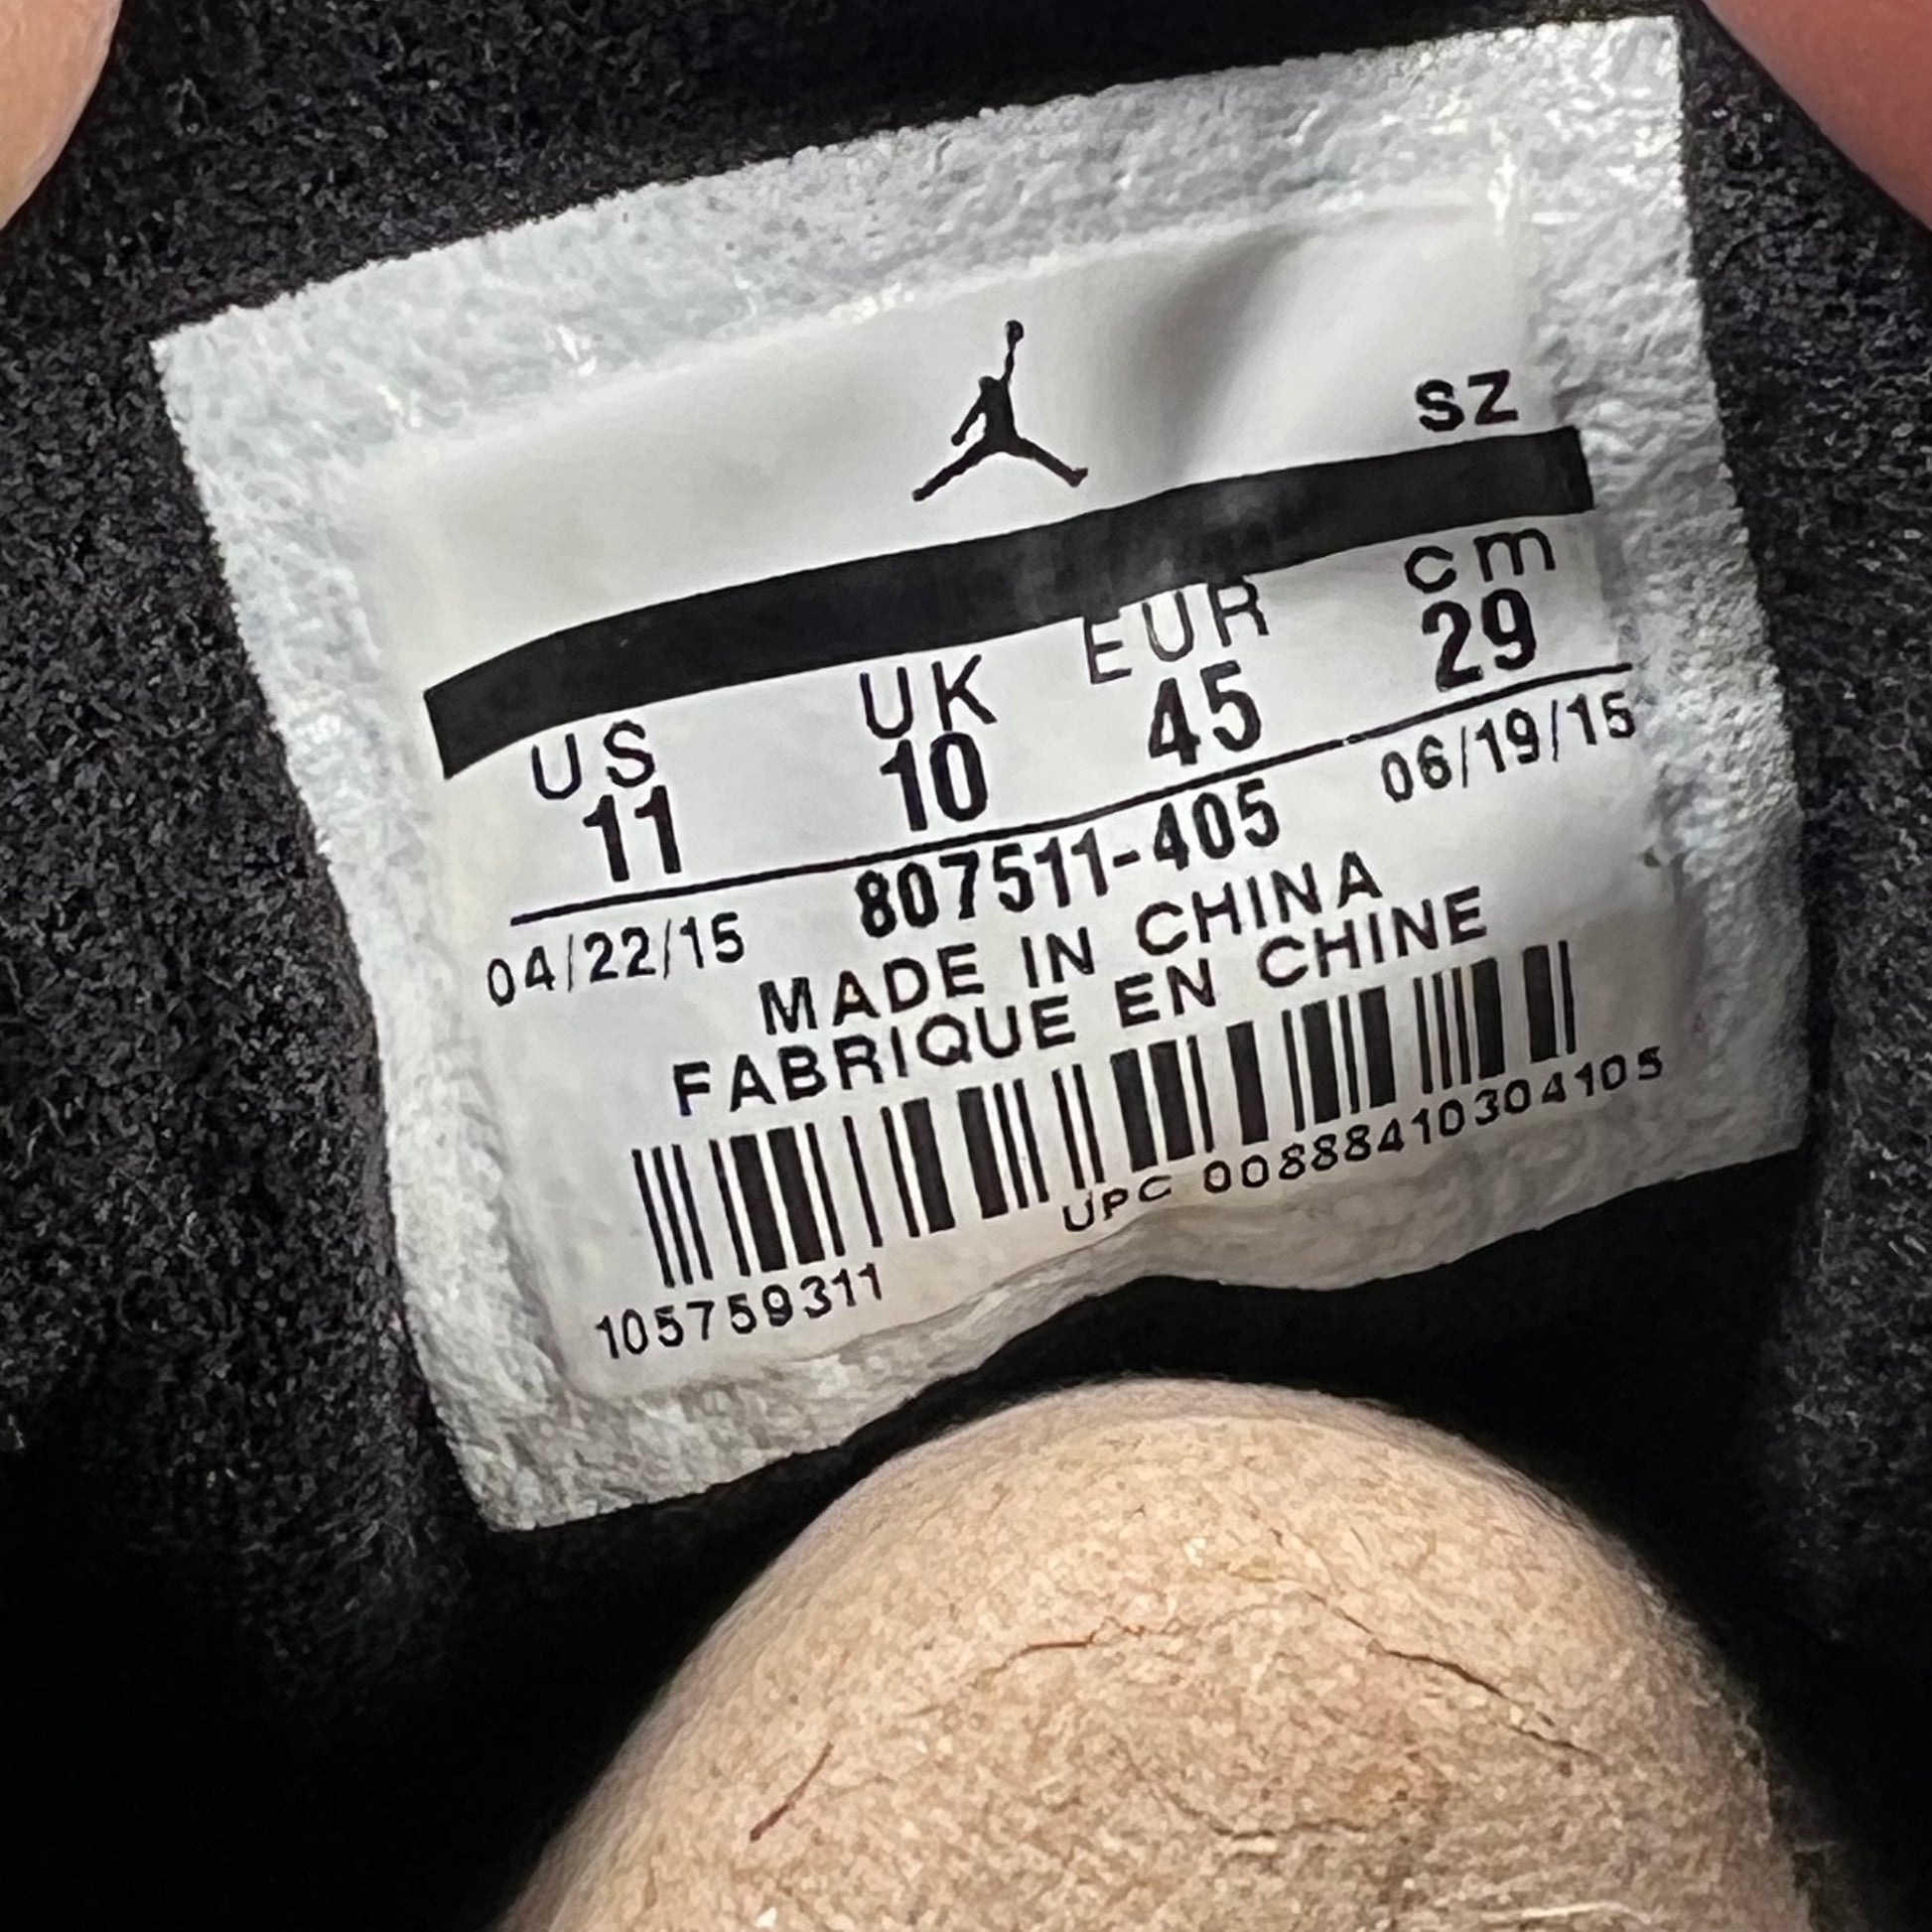 SZ
US UK EUR cm
11 10 45 29
04/22/15 807511-405 06/19/15
MADE IN CHINA
FABRIQUE EN CHINE
105759311 UPC 00888410304105